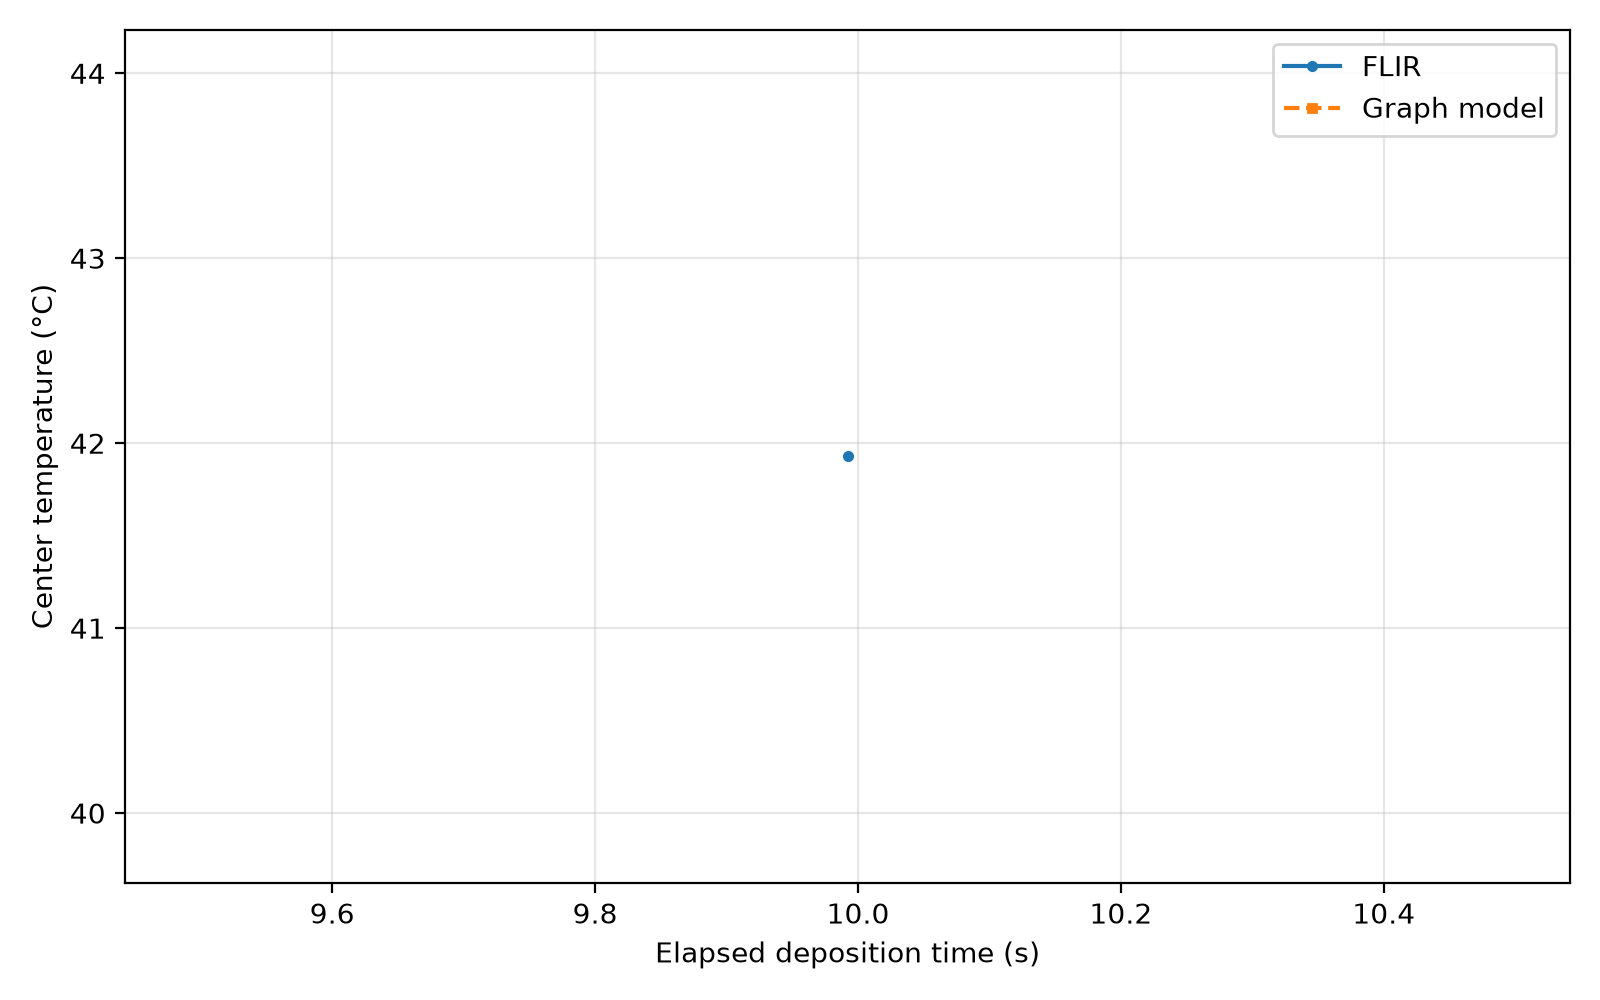 FLIR
Graph model
44
43
42
41
40
Center temperature (°C)
9.6 9.8 10.0 10.2 10.4
Elapsed deposition time (s)